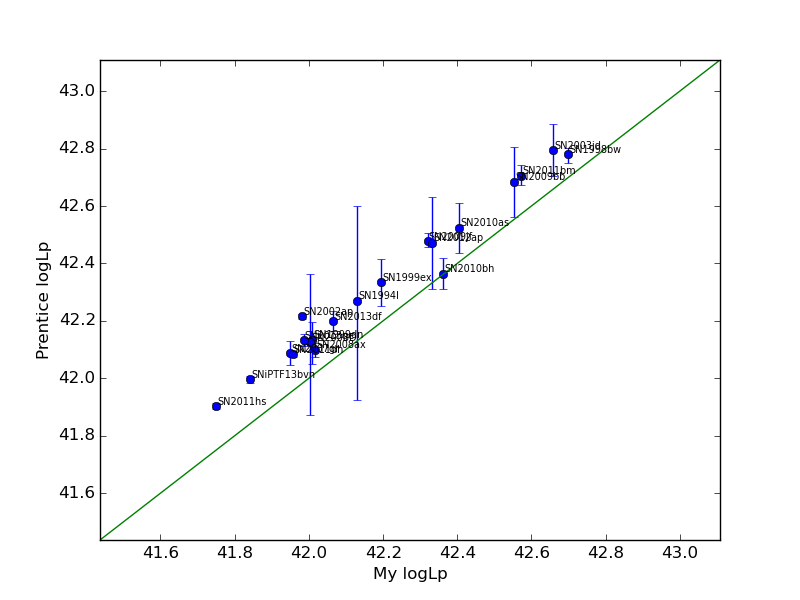 43.0
42.8
42.6
42.4
42.2
42.0
41.8
41.6
Prentice logLp
SN1998bw
SN2011bm
SN2010as
SN2010bh
SN1999ex
SN1994I
SN2002ap
SN2013df
SN2008ax
SNiPTF13bvn
SN2011hs
41.6 41.8 42.0 42.2 42.4 42.6 42.8 43.0
My logLp